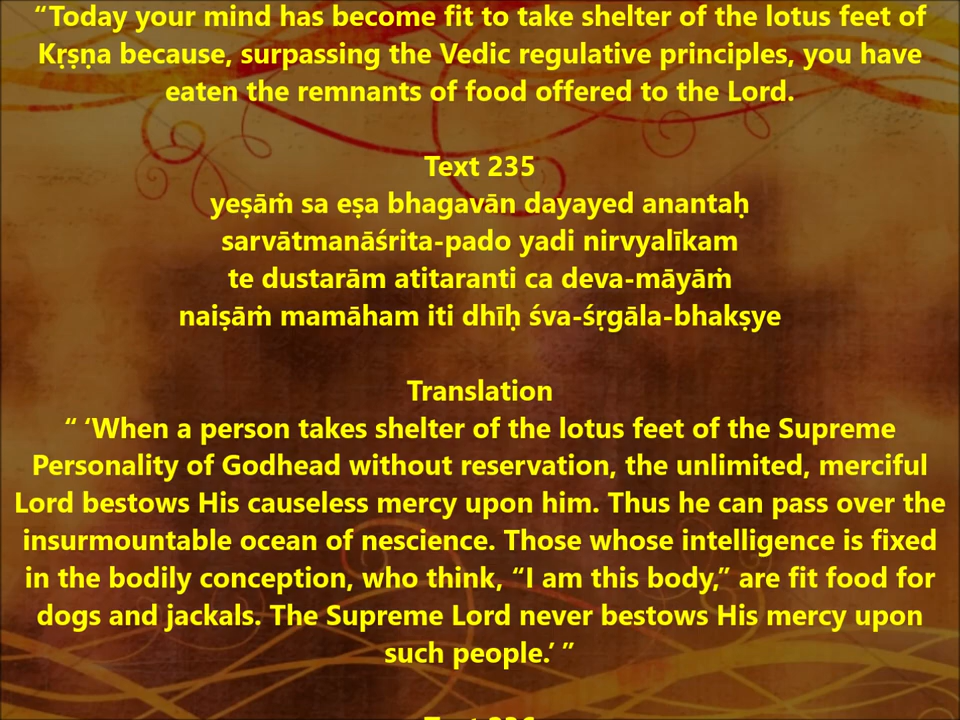 “Today your mind has become fit to take shelter of the lotus feet of
Kṛṣṇa because, surpassing the Vedic regulative principles, you have
eaten the remnants of food offered to the Lord.
Text 235
yeṣāṁ sa eṣa bhagavān dayayed anantaḥ
sarvātmanāśrita-pado yadi nirvyalīkam
te dustarām atitaranti ca deva-māyāṁ
naiṣāṁ mamāham iti dhīḥ śva-śṛgāla-bhakṣye
Translation
“ ‘When a person takes shelter of the lotus feet of the Supreme
Personality of Godhead without reservation, the unlimited, merciful
Lord bestows His causeless mercy upon him. Thus he can pass over the
insurmountable ocean of nescience. Those whose intelligence is fixed
in the bodily conception, who think, “I am this body,” are fit food for
dogs and jackals. The Supreme Lord never bestows His mercy upon
such people.’ ”
Text 236